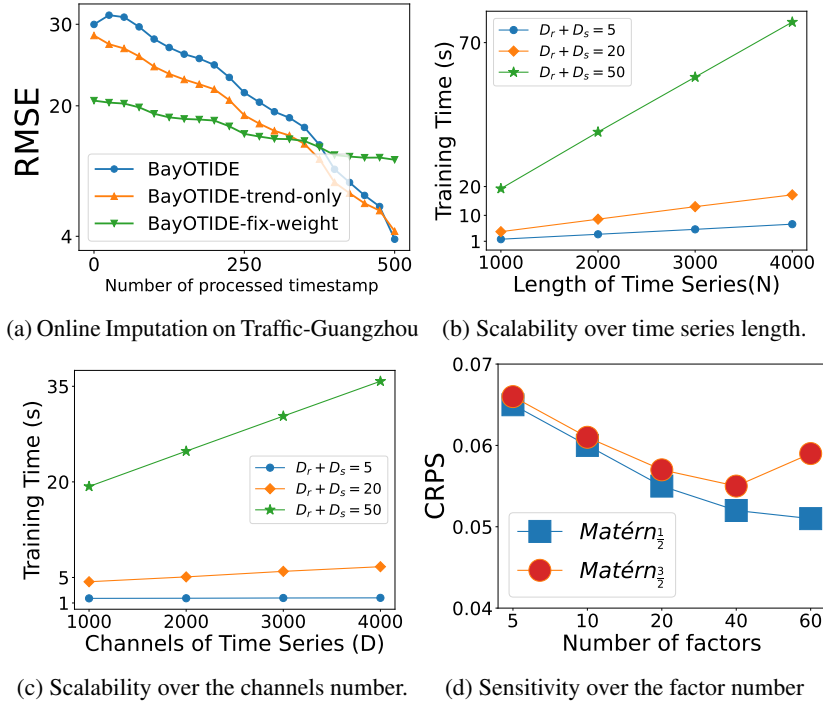 30
20
4
RMSE
BayOTIDE
BayOTIDE-trend-only
BayOTIDE-fix-weight
0
250
500
Number of processed timestamp
(a) Online Imputation on Traffic-Guangzhou
70
20
10
1
Training Time (s)
D_r + D_s = 5
D_r + D_s = 20
D_r + D_s = 50
1000
2000
3000
4000
Length of Time Series(N)
(b) Scalability over time series length.
35
20
5
1
Training Time (s)
D_r + D_s = 5
D_r + D_s = 20
D_r + D_s = 50
1000
2000
3000
4000
Channels of Time Series (D)
(c) Scalability over the channels number.
0.07
0.06
0.05
0.04
CRPS
Matérn_{1/2}
Matérn_{3/2}
5
10
20
40
60
Number of factors
(d) Sensitivity over the factor number